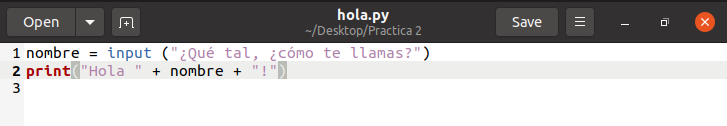 Open
hola.py
~/Desktop/Practica 2
Save
1 nombre = input ("¿Qué tal, ¿cómo te llamas?")
2 print("Hola " + nombre + "!")
3